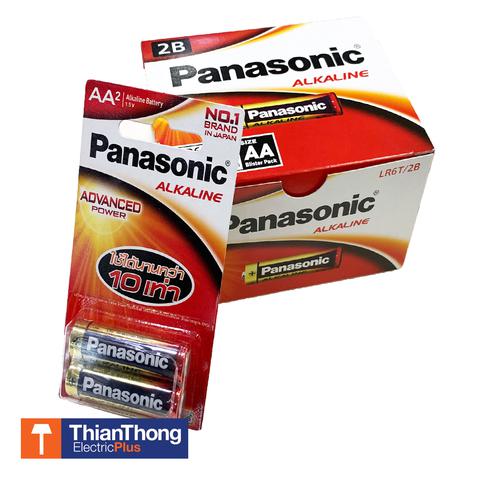 2B
Panasonic
ALKALINE
Panasonic
SIZE
AA
Blister Pack
LR6T/2B
Panasonic
ALKALINE
Panasonic
AA2
Alkaline Battery
1.5V
NO.1
BRAND
IN JAPAN
Panasonic
ALKALINE
ADVANCED
POWER
ใช้ได้นานกว่า
10 เท่า
Panasonic
Panasonic
ThianThong
ElectricPlus